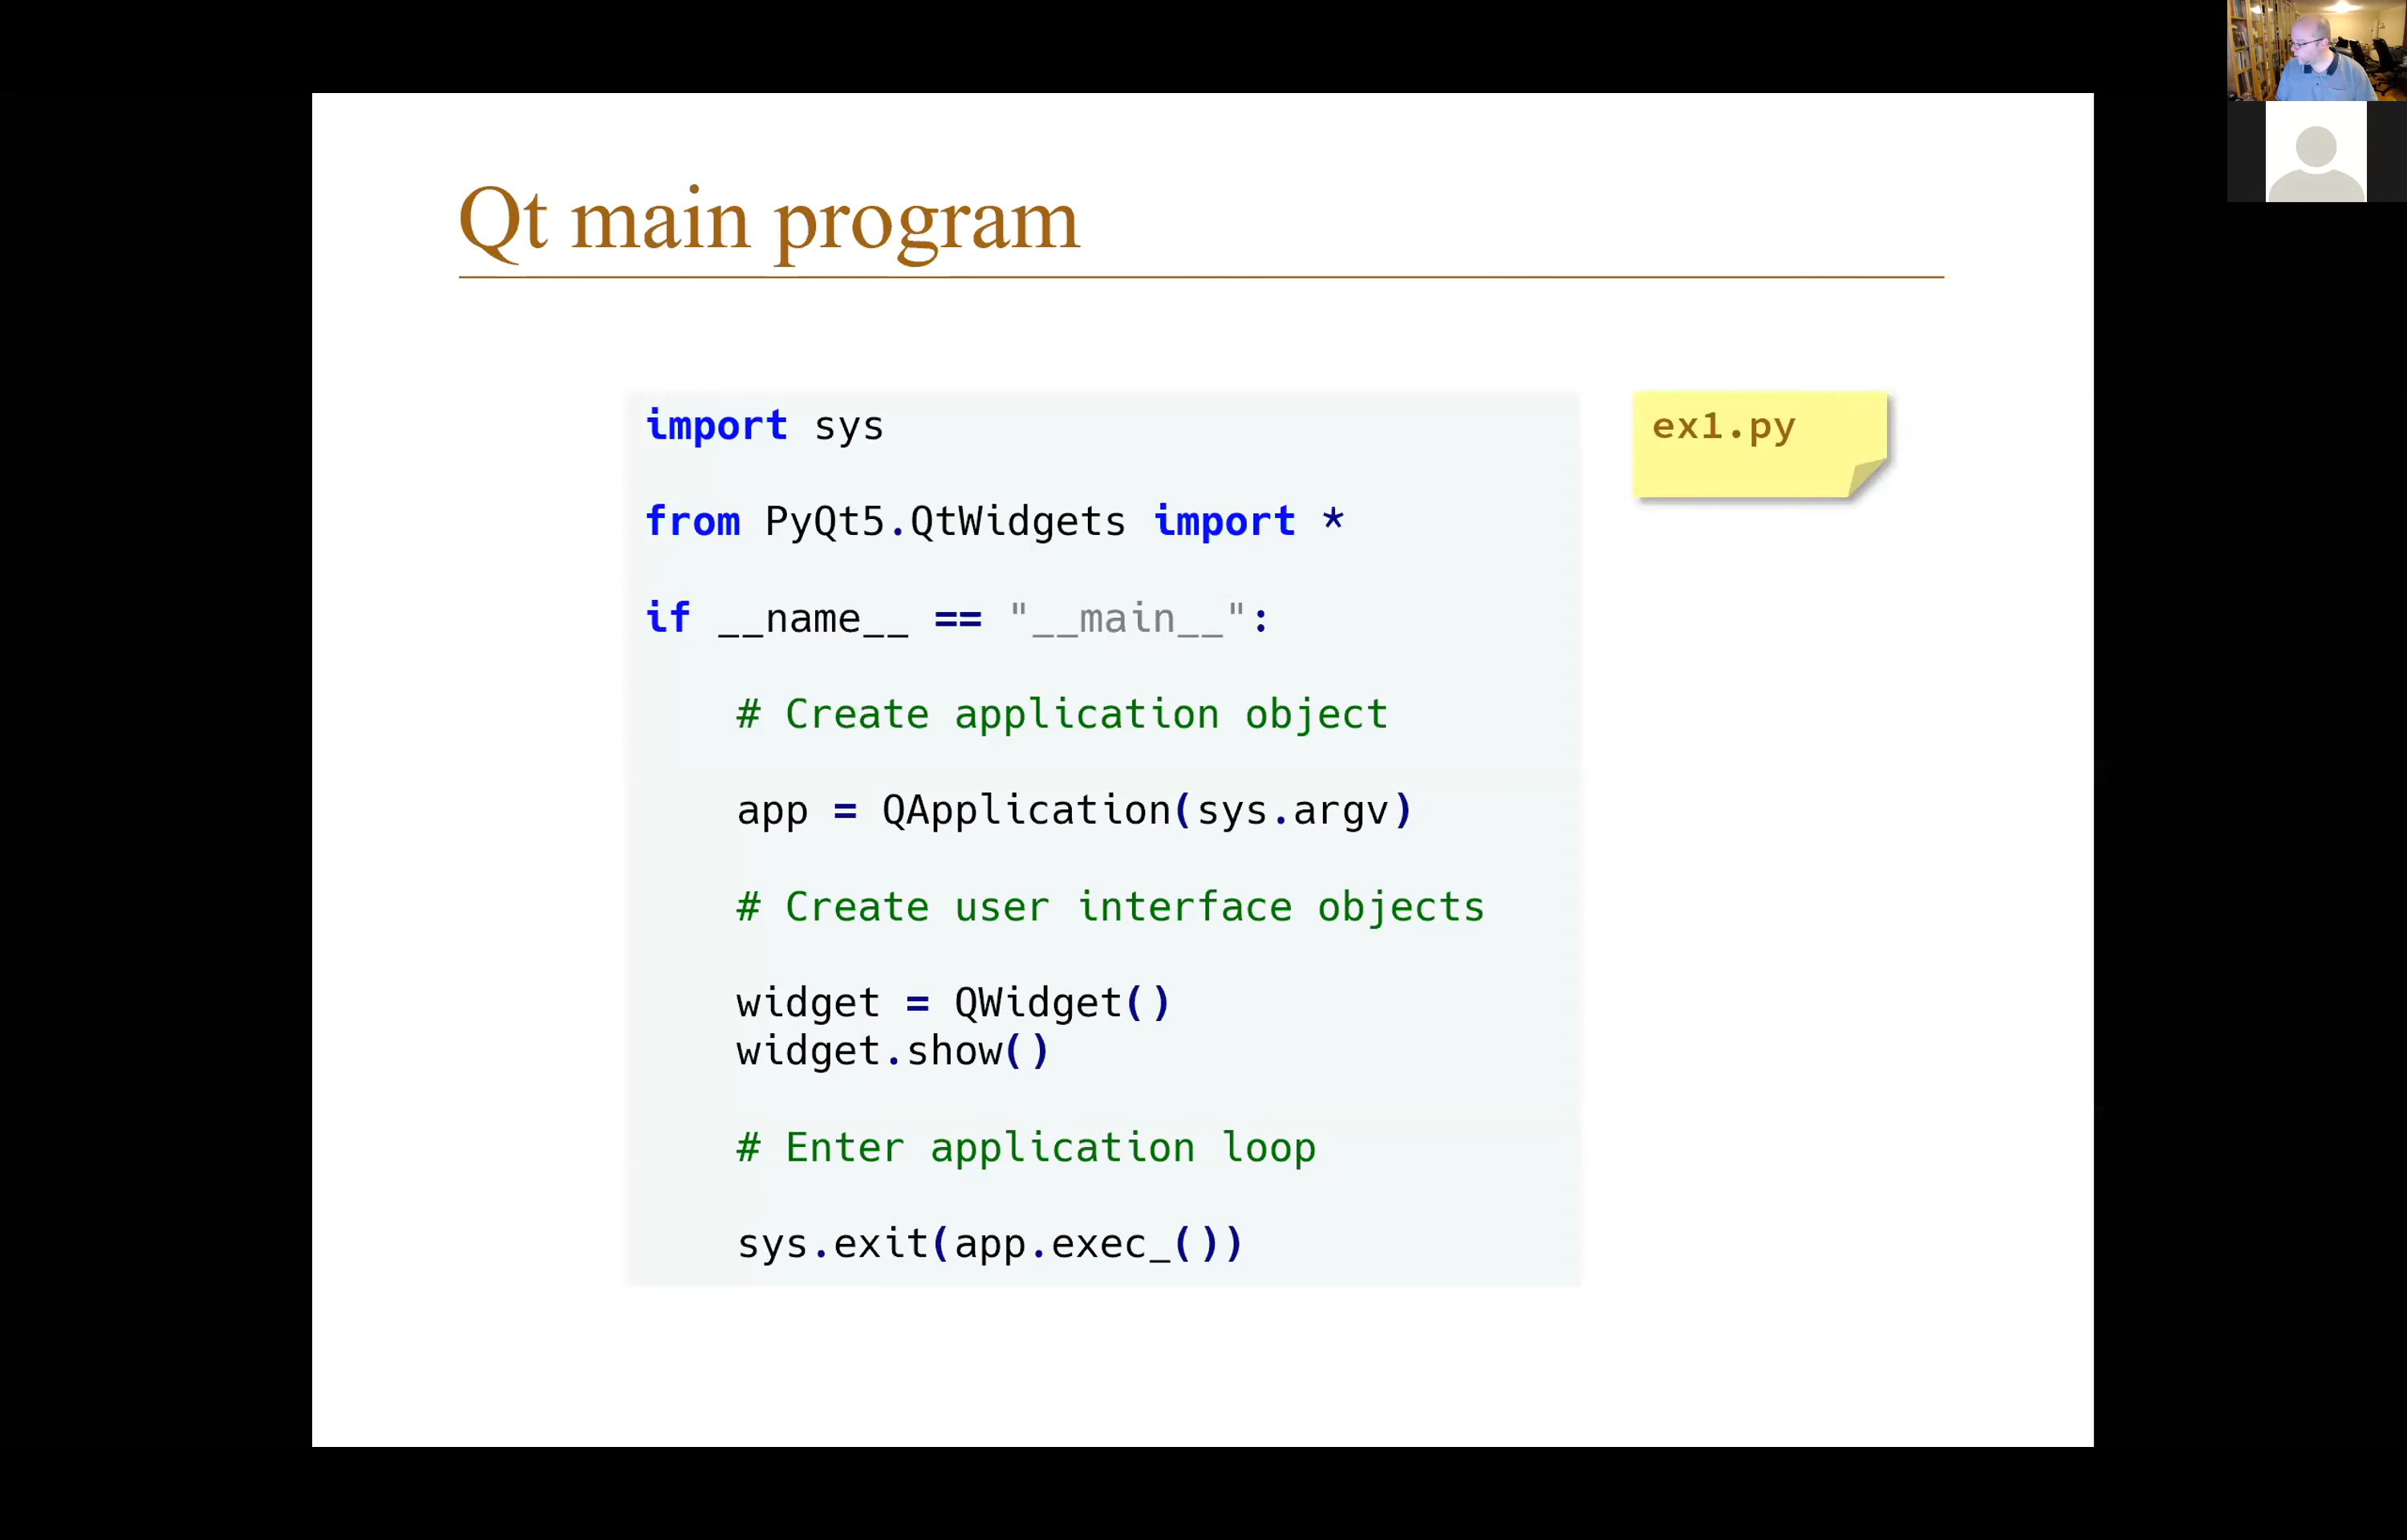 Qt main program
import sys
from PyQt5.QtWidgets import *
if __name__ == "__main__":
# Create application object
app = QApplication(sys.argv)
# Create user interface objects
widget = QWidget()
widget.show()
# Enter application loop
sys.exit(app.exec_())
ex1.py